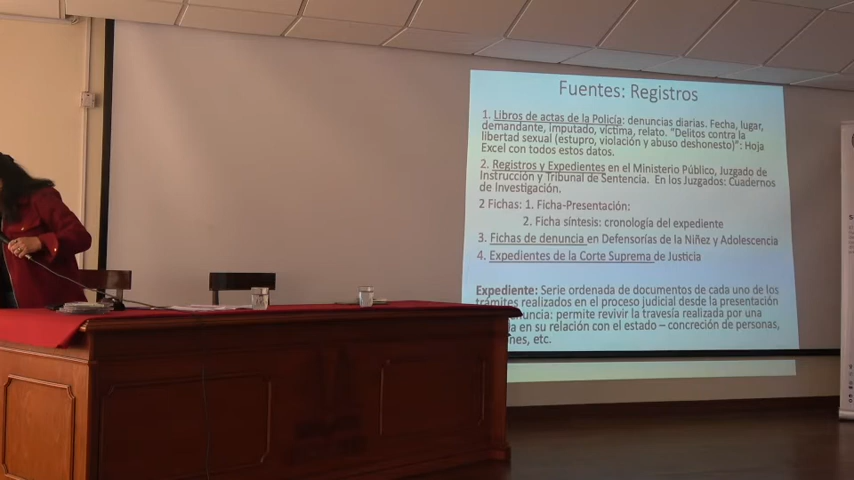 Fuentes: Registros
1. Libros de actas de la Policía: denuncias diarias. Fecha, lugar,
demandante, imputado, víctima, relato. "Delitos contra la
libertad sexual (estupro, violación y abuso deshonesto)": Hoja
Excel con todos estos datos.
2. Registros y Expedientes en el Ministerio Público, Juzgado de
Instrucción y Tribunal de Sentencia. En los Juzgados: Cuadernos
de Investigación.
2 Fichas: 1. Ficha-Presentación:
2. Ficha síntesis: cronología del expediente
3. Fichas de denuncia en Defensorías de la Niñez y Adolescencia
4. Expedientes de la Corte Suprema de Justicia
Expediente: Serie ordenada de documentos de cada uno de los
trámites realizados en el proceso judicial desde la presentación
: permite revivir la travesía realizada por una
en su relación con el estado – concreción de personas,
etc.